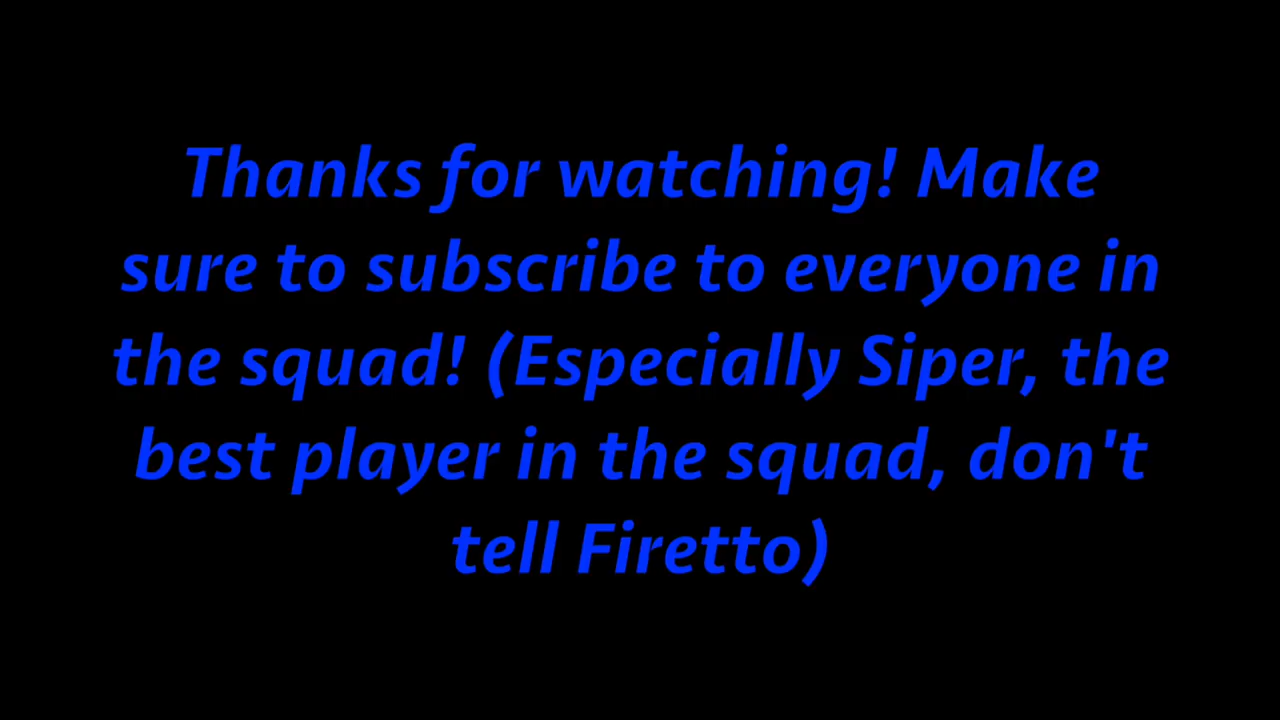 Thanks for watching! Make
sure to subscribe to everyone in
the squad! (Especially Siper, the
best player in the squad, don't
tell Firetto)